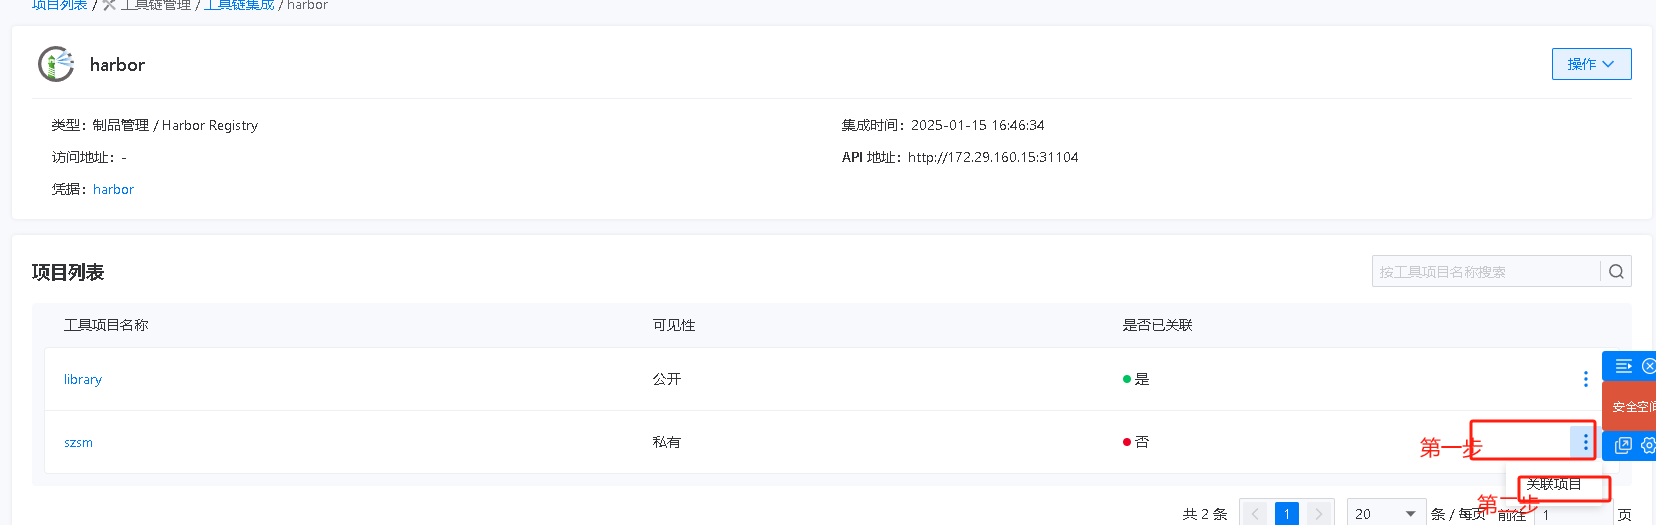 项目列表 / 工具链管理 / 工具链集成 / harbor
harbor
操作
类型：制品管理 / Harbor Registry
集成时间：2025-01-15 16:46:34
访问地址：-
API 地址：http://172.29.160.15:31104
凭据：harbor
项目列表
按工具项目名称搜索
工具项目名称 可见性 是否已关联
library 公开 是
安全空间
szsm 私有 否
第一步
关联项目
第二步
共 2 条 1 20 条 / 每页 前往 1 页